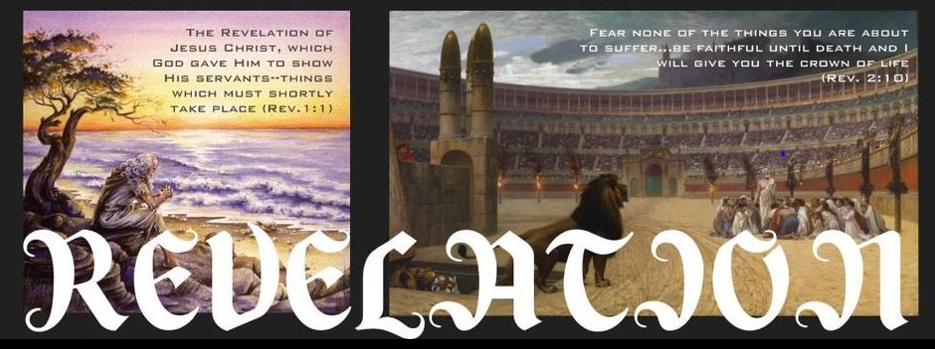 The Revelation of
Jesus Christ, which
God gave Him to show
His servants--things
which must shortly
take place (Rev.1:1)
Fear none of the things you are about
to suffer...be faithful until death and I
will give you the crown of life
(Rev. 2:10)
REVELATION